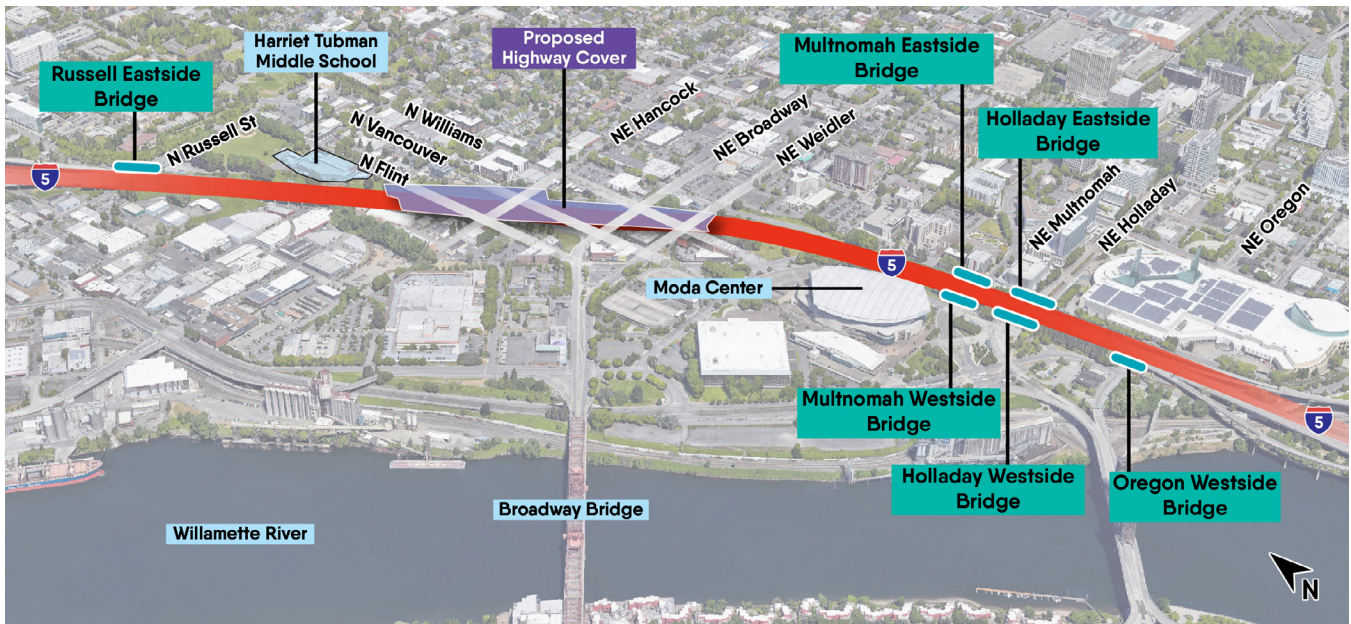 Russell Eastside
Bridge
Harriet Tubman
Middle School
Proposed
Highway Cover
Multnomah Eastside
Bridge
Holladay Eastside
Bridge
N Russell St
N Flint
N Vancouver
N Williams
NE Hancock
NE Broadway
NE Weidler
NE Multnomah
NE Holladay
NE Oregon
5
5
5
Moda Center
Multnomah Westside
Bridge
Holladay Westside
Bridge
Oregon Westside
Bridge
Broadway Bridge
Willamette River
N